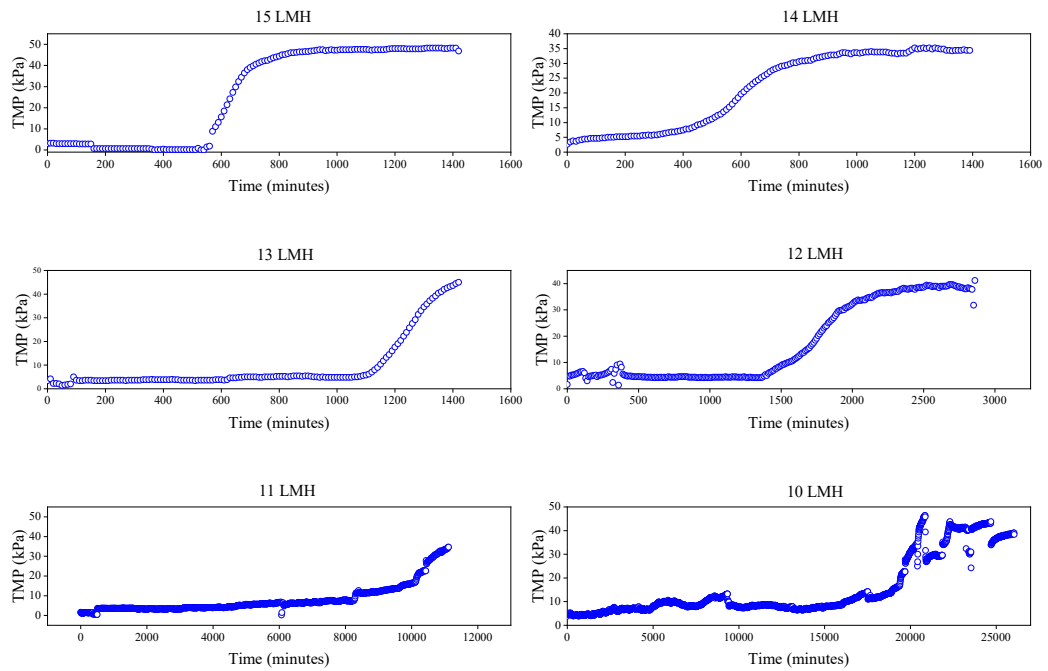 15 LMH
TMP (kPa)
50
40
30
20
10
0
0 200 400 600 800 1000 1200 1400 1600
Time (minutes)
14 LMH
TMP (kPa)
40
35
30
25
20
15
10
5
0
0 200 400 600 800 1000 1200 1400 1600
Time (minutes)
13 LMH
TMP (kPa)
50
40
30
20
10
0
0 200 400 600 800 1000 1200 1400 1600
Time (minutes)
12 LMH
TMP (kPa)
40
30
20
10
0
0 500 1000 1500 2000 2500 3000
Time (minutes)
11 LMH
TMP (kPa)
50
40
30
20
10
0
0 2000 4000 6000 8000 10000 12000
Time (minutes)
10 LMH
TMP (kPa)
50
40
30
20
10
0
0 5000 10000 15000 20000 25000
Time (minutes)